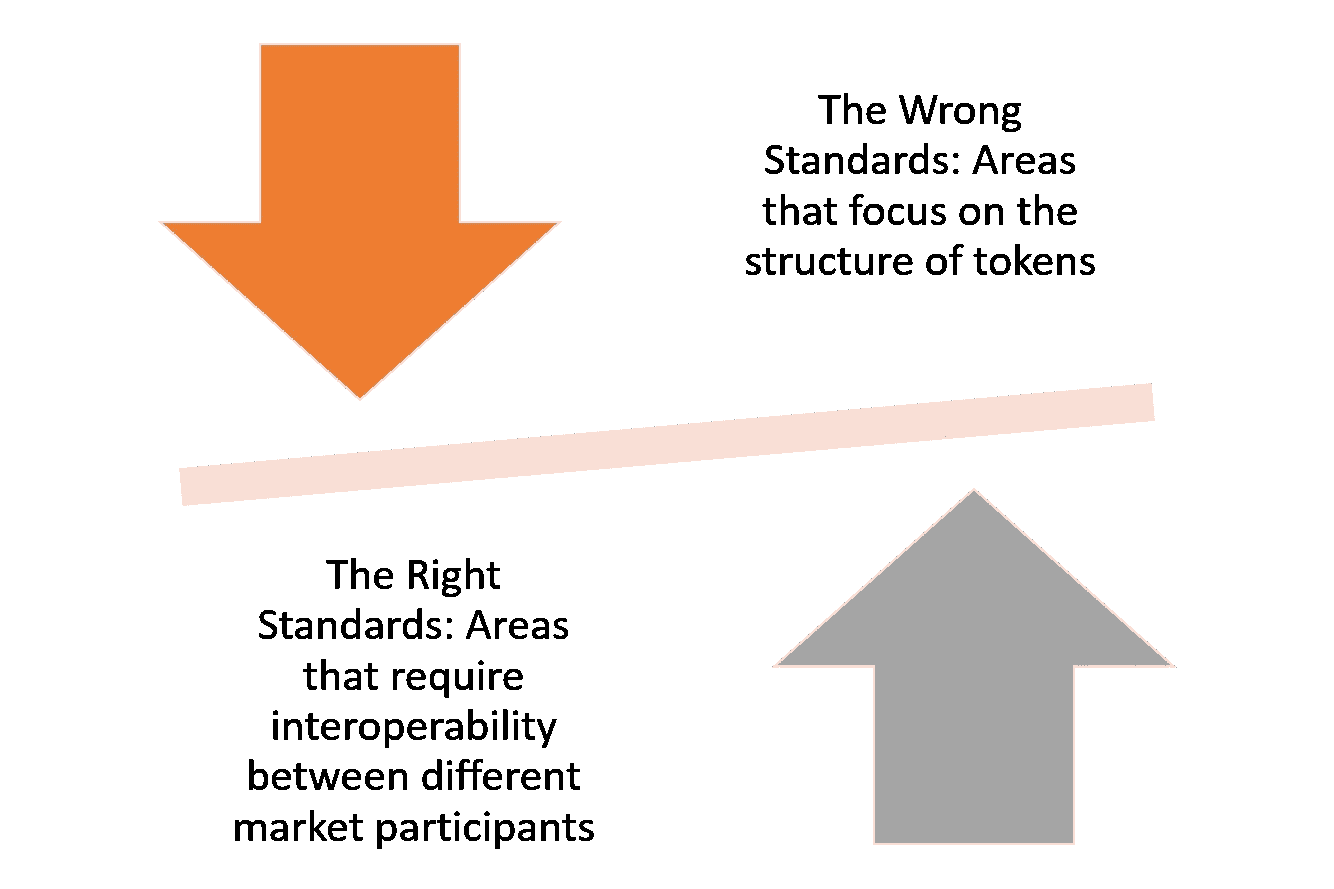 The Wrong
Standards: Areas
that focus on the
structure of tokens
The Right
Standards: Areas
that require
interoperability
between different
market participants